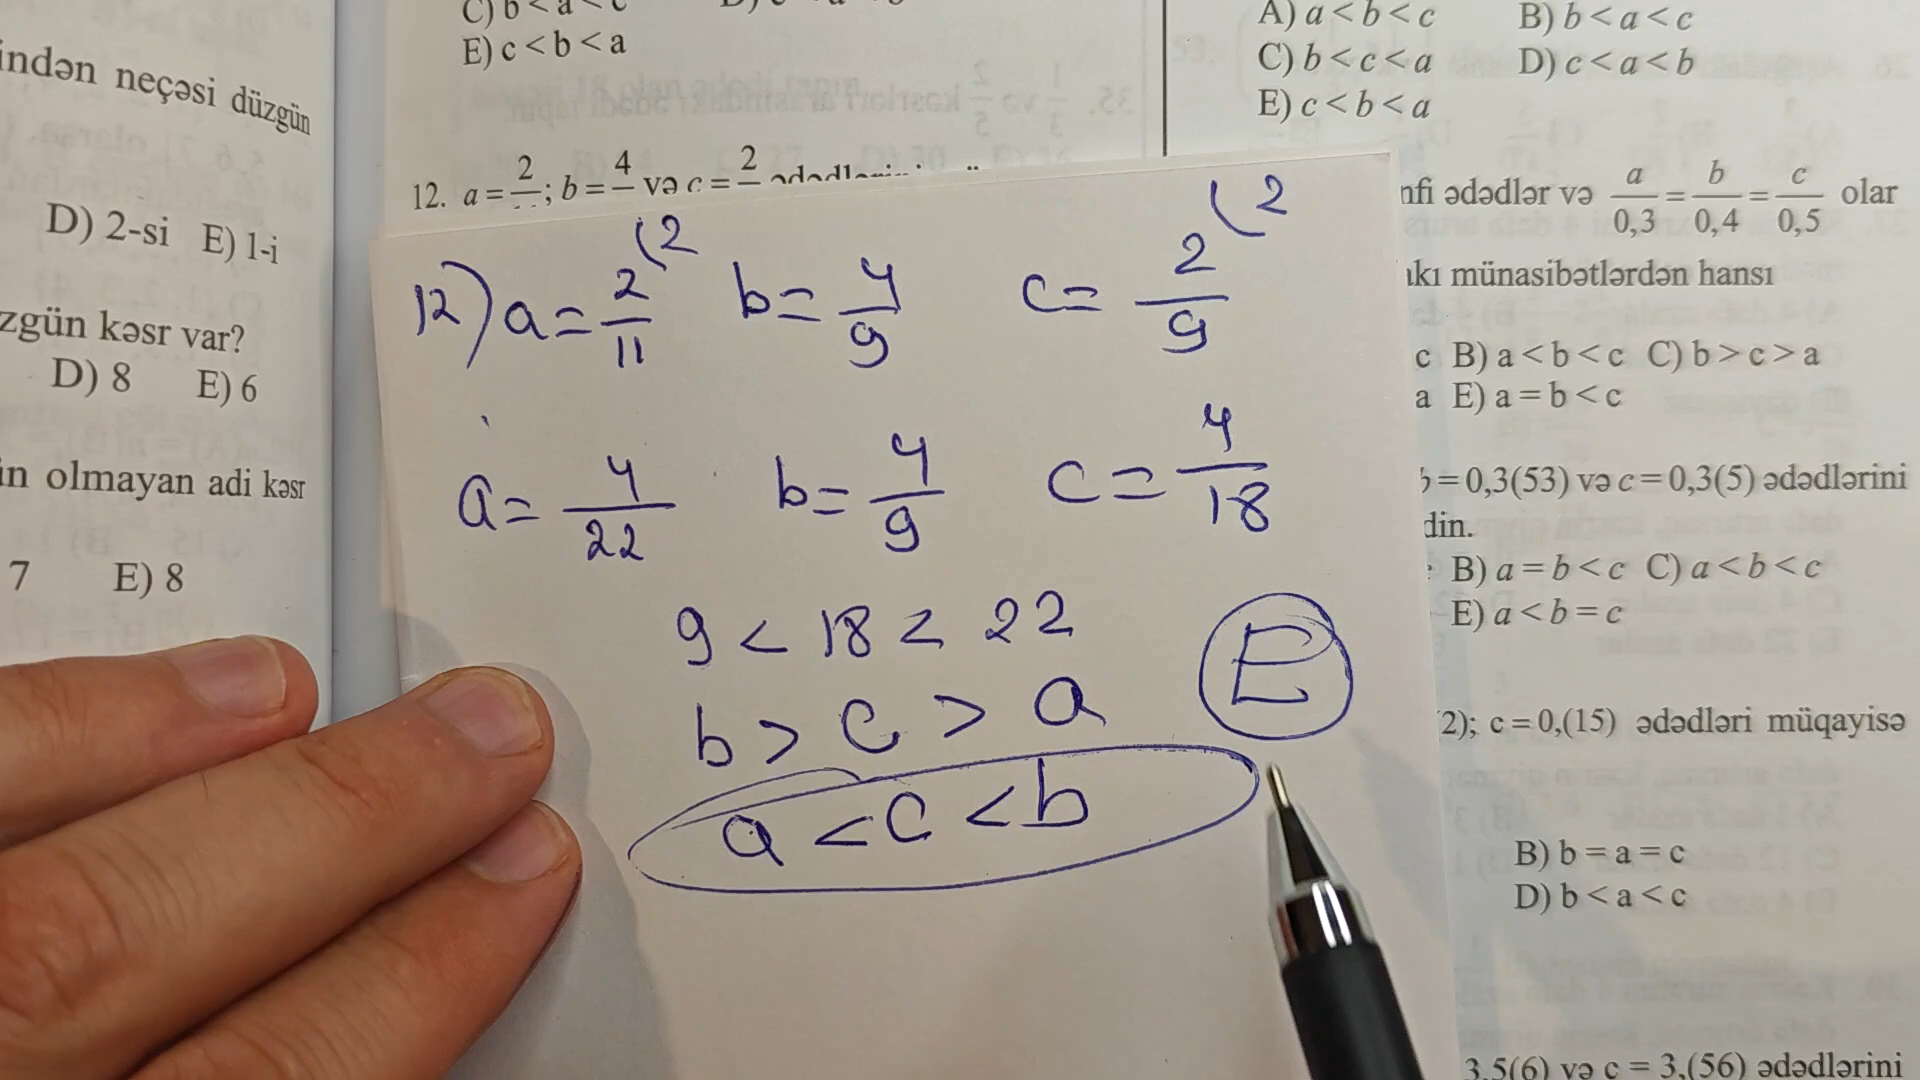 indən neçəsi düzgün
D) 2-si E) 1-i
zgün kəsr var?
D) 8 E) 6
ün olmayan adi kəsr
7 E) 8
C) b < a < c
E) c < b < a
12. a = 2/ ; b = 4/ və c = 2/
12) a = 2/11 (2 b = 4/9 c = 2/9 (2
a = 4/22 b = 4/9 c = 4/18
9 < 18 < 22
b > c > a
E
a < c < b
A) a < b < c B) b < a < c
C) b < c < a D) c < a < b
E) c < b < a
nfi ədədlər və a/0,3 = b/0,4 = c/0,5 olar
akı münasibətlərdən hansı
c B) a < b < c C) b > c > a
a E) a = b < c
b = 0,3(53) və c = 0,3(5) ədədlərini
din.
B) a = b < c C) a < b < c
E) a < b = c
2); c = 0,(15) ədədləri müqayisə
B) b = a = c
D) b < a < c
3,5(6) və c = 3,(56) ədədlərini